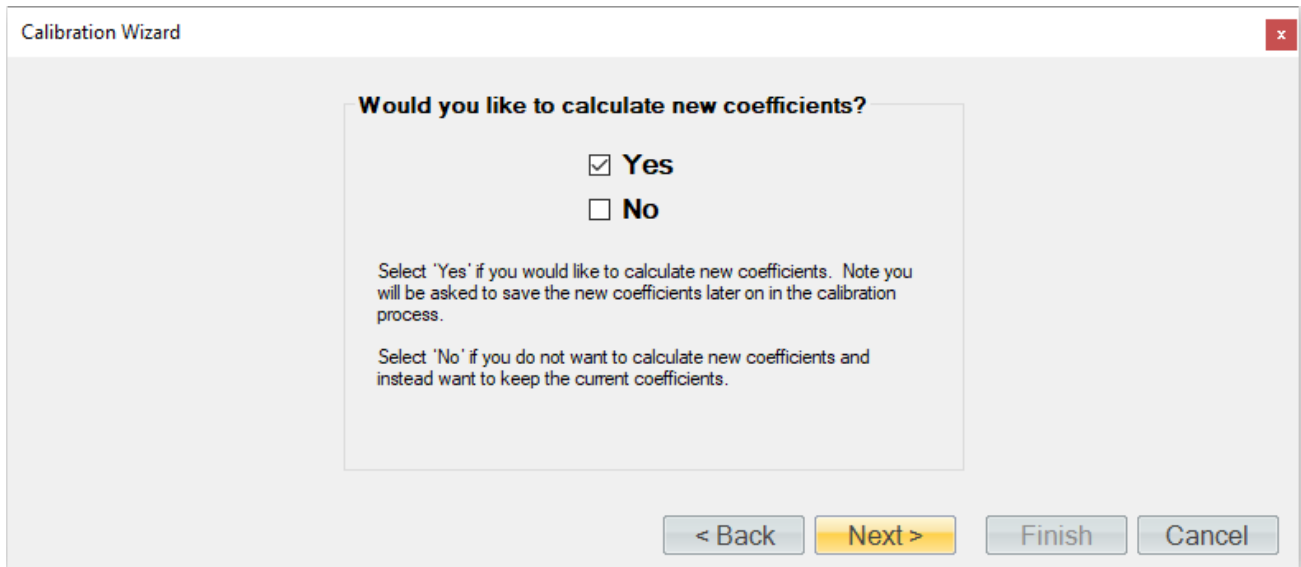 Calibration Wizard
x
Would you like to calculate new coefficients?
Yes
No
Select 'Yes' if you would like to calculate new coefficients.  Note you
will be asked to save the new coefficients later on in the calibration
process.
Select 'No' if you do not want to calculate new coefficients and
instead want to keep the current coefficients.
< Back
Next >
Finish
Cancel